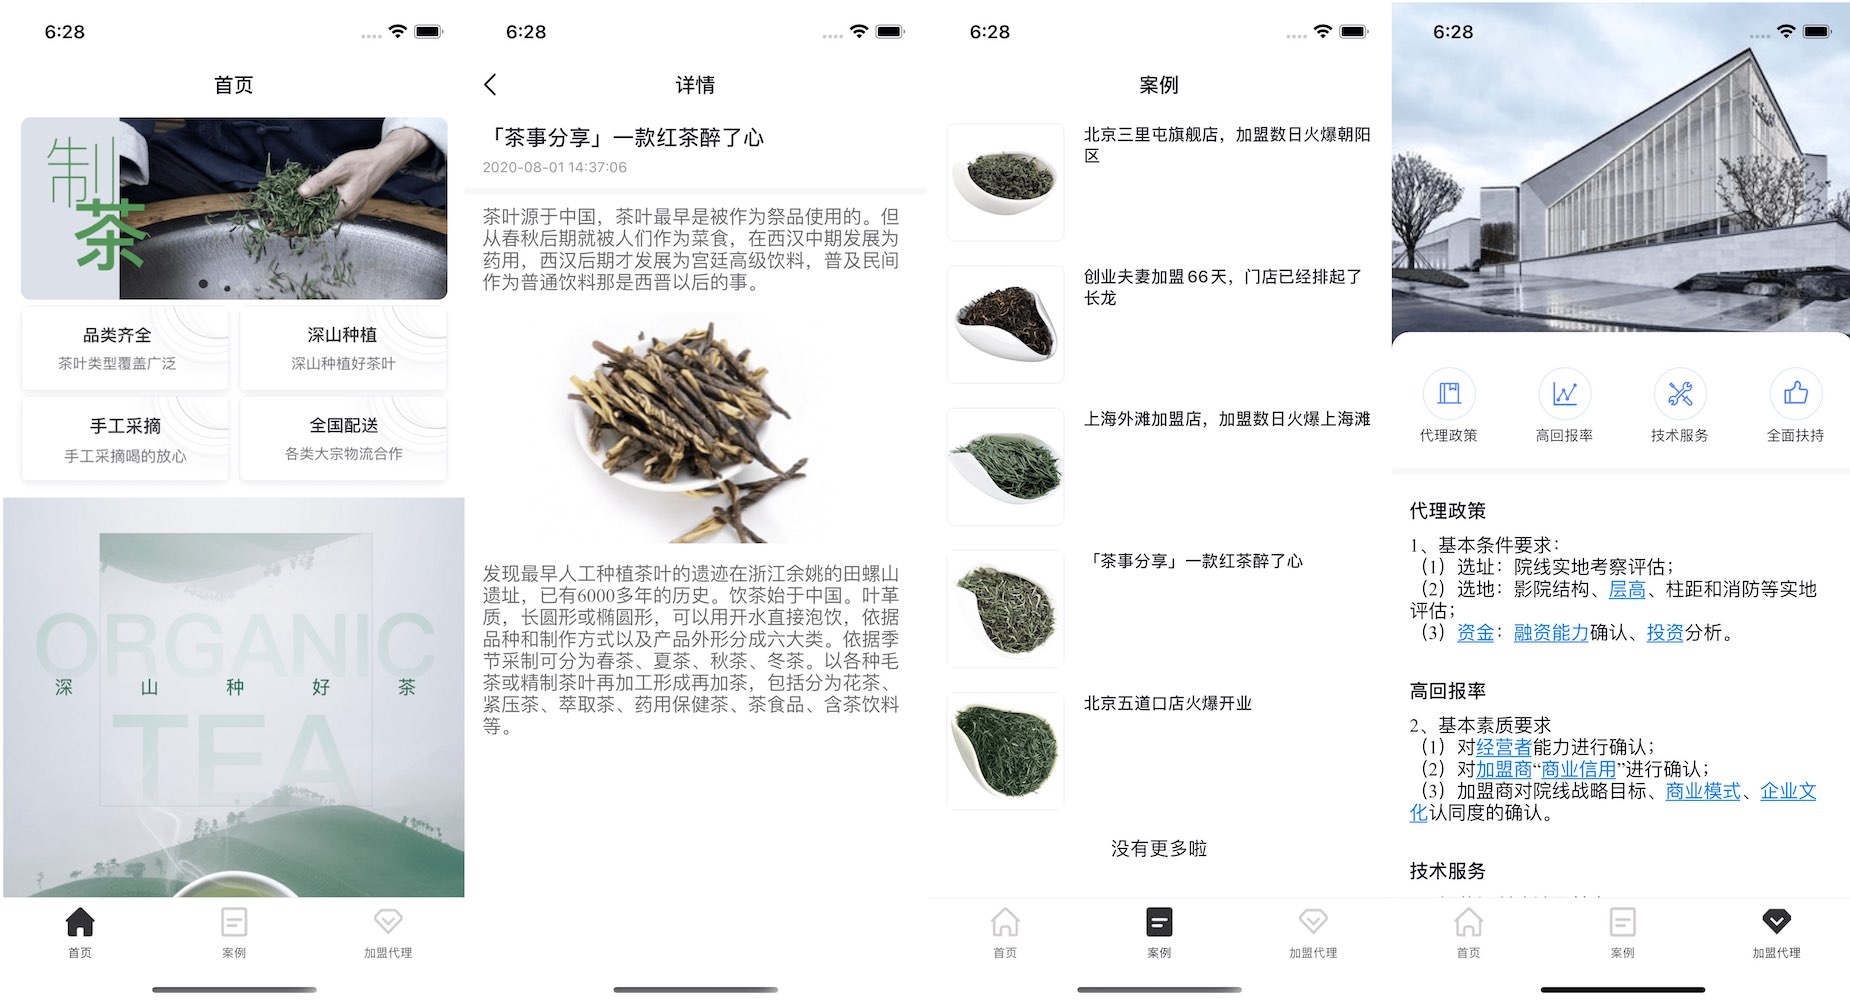 6:28
首页
制
茶
品类齐全
茶叶类型覆盖广泛
深山种植
深山种植好茶叶
手工采摘
手工采摘喝的放心
全国配送
各类大宗物流合作
ORGANIC
深山种好茶
TEA
首页
案例
加盟代理
6:28
详情
「茶事分享」一款红茶醉了心
2020-08-01 14:37:06
茶叶源于中国，茶叶最早是被作为祭品使用的。但
从春秋后期就被人们作为菜食，在西汉中期发展为
药用，西汉后期才发展为宫廷高级饮料，普及民间
作为普通饮料那是西晋以后的事。
发现最早人工种植茶叶的遗迹在浙江余姚的田螺山
遗址，已有6000多年的历史。饮茶始于中国。叶革
质，长圆形或椭圆形，可以用开水直接泡饮，依据
品种和制作方式以及产品外形分成六大类。依据季
节采制可分为春茶、夏茶、秋茶、冬茶。以各种毛
茶或精制茶叶再加工形成再加茶，包括分为花茶、
紧压茶、萃取茶、药用保健茶、茶食品、含茶饮料
等。
6:28
案例
北京三里屯旗舰店，加盟数日火爆朝阳
区
创业夫妻加盟66天，门店已经排起了
长龙
上海外滩加盟店，加盟数日火爆上海滩
「茶事分享」一款红茶醉了心
北京五道口店火爆开业
没有更多啦
首页
案例
加盟代理
6:28
代理政策
高回报率
技术服务
全面扶持
代理政策
1、基本条件要求：
（1）选址：院线实地考察评估；
（2）选地：影院结构、层高、柱距和消防等实地
评估；
（3）资金：融资能力确认、投资分析。
高回报率
2、基本素质要求
（1）对经营者能力进行确认；
（2）对加盟商“商业信用”进行确认；
（3）加盟商对院线战略目标、商业模式、企业文
化认同度的确认。
技术服务
首页
案例
加盟代理